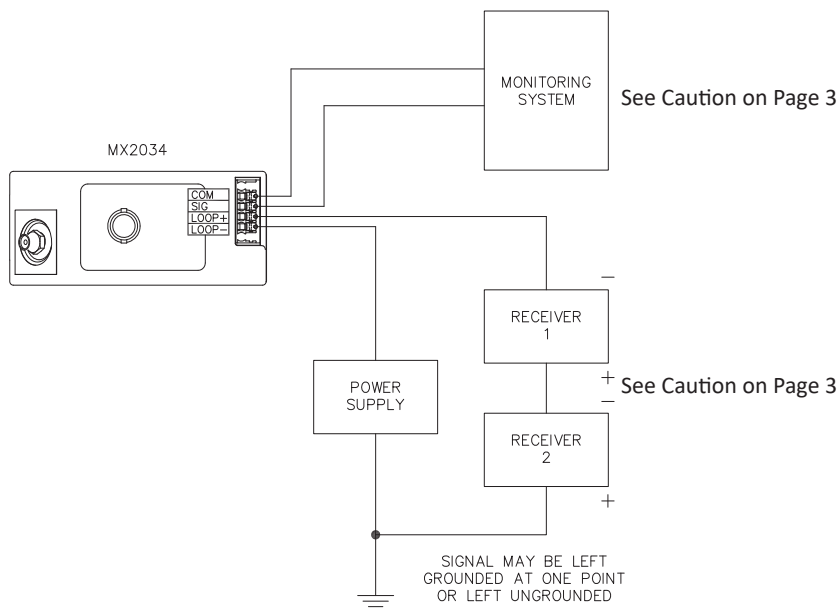 MONITORING
SYSTEM
See Caution on Page 3
MX2034
COM
SIG
LOOP+
LOOP−
−
RECEIVER
1
+
See Caution on Page 3
−
POWER
SUPPLY
RECEIVER
2
+
SIGNAL MAY BE LEFT
GROUNDED AT ONE POINT
OR LEFT UNGROUNDED